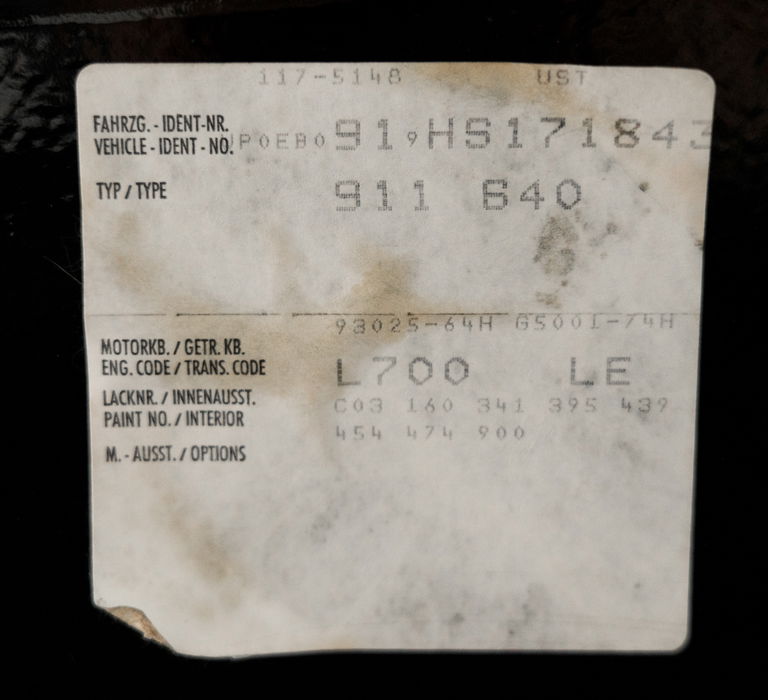 117-5148 UST
FAHRZG. - IDENT-NR.
VEHICLE - IDENT - NO. WP0EB0 91 9 HS171843
TYP / TYPE 911 640
93025-64H G5001-74H
MOTORKB. / GETR. KB.
ENG. CODE / TRANS. CODE L700 LE
LACKNR. / INNENAUSST. C03 160 341 395 439
PAINT NO. / INTERIOR 454 474 900
M. - AUSST. / OPTIONS